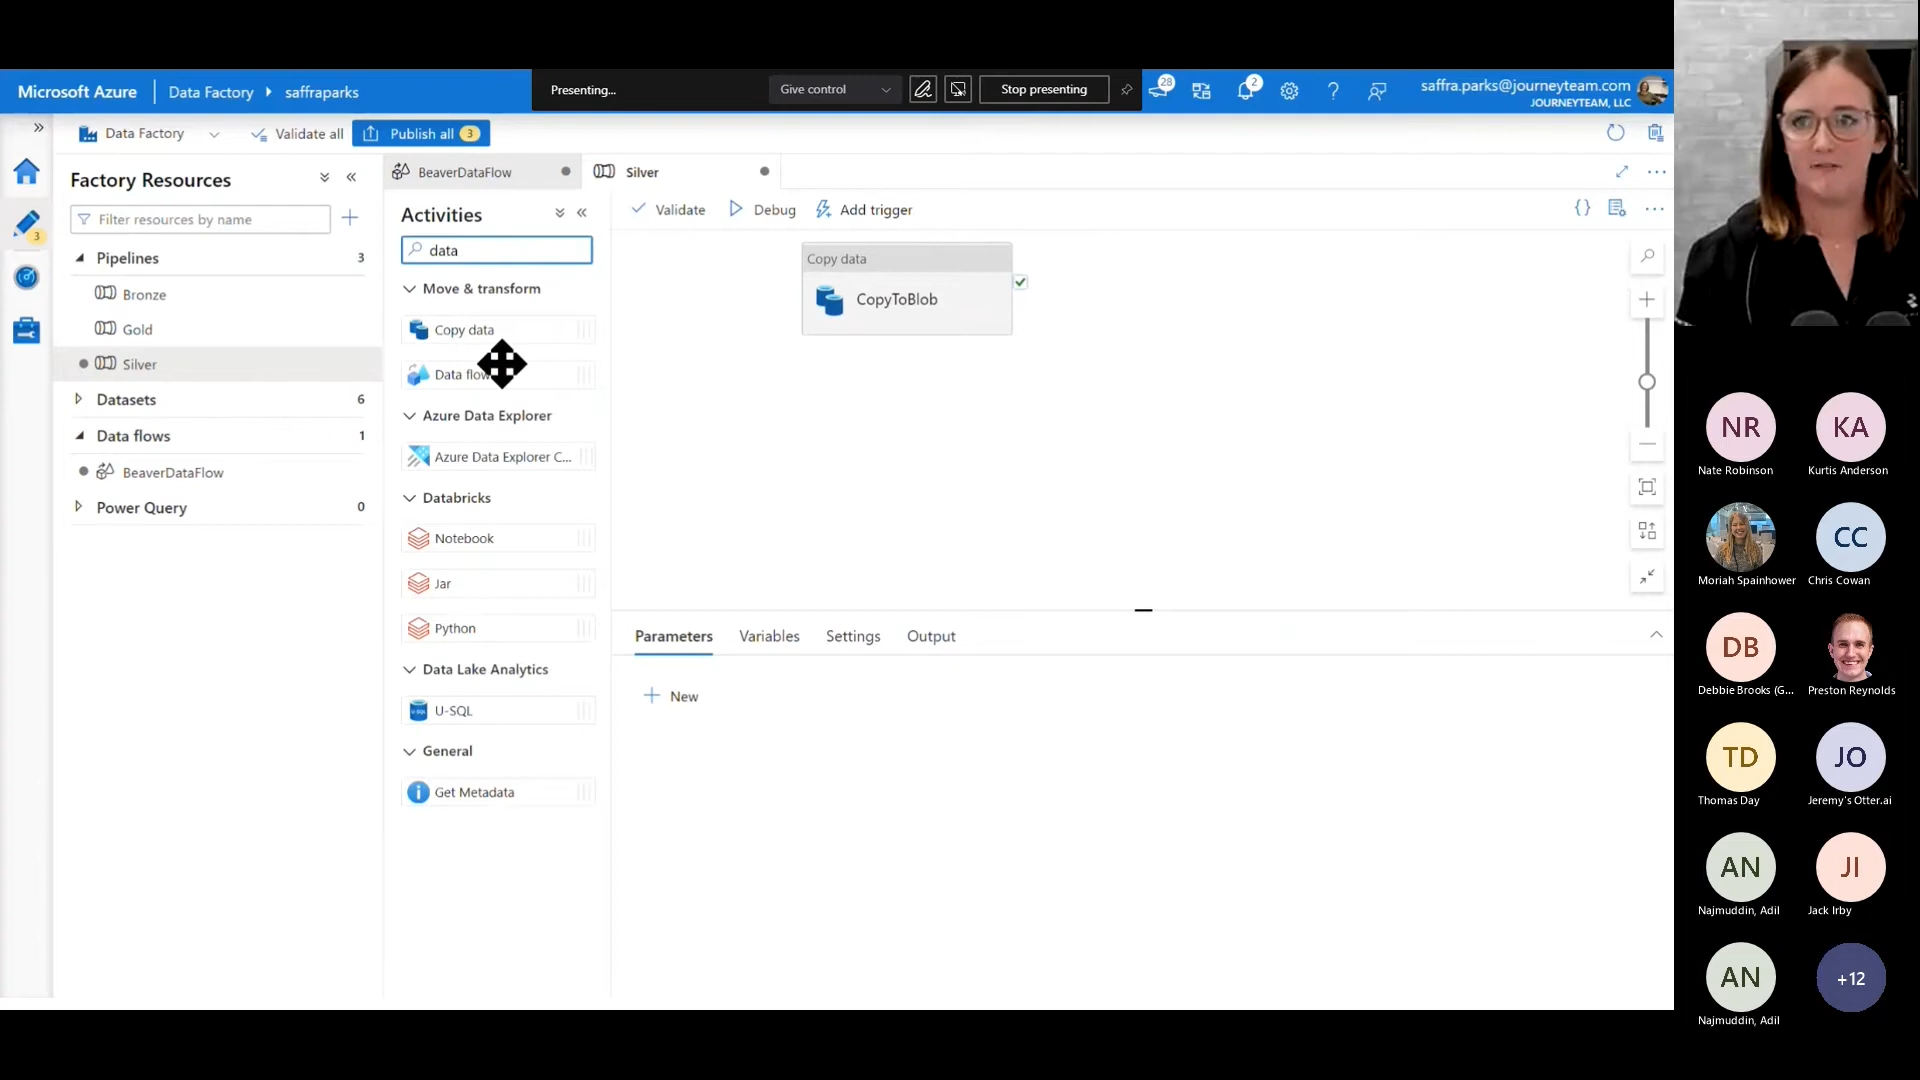 Microsoft Azure
Data Factory
saffraparks
Presenting...
Give control
Stop presenting
28
2
saffra.parks@journeyteam.com
JOURNEYTEAM, LLC
Data Factory
Validate all
Publish all 3
Factory Resources
Filter resources by name
Pipelines 3
Bronze
Gold
Silver
Datasets 6
Data flows 1
BeaverDataFlow
Power Query 0
3
BeaverDataFlow
Silver
Activities
data
Move & transform
Copy data
Data flow
Azure Data Explorer
Azure Data Explorer C...
Databricks
Notebook
Jar
Python
Data Lake Analytics
U-SQL
General
Get Metadata
Validate
Debug
Add trigger
Copy data
CopyToBlob
Parameters
Variables
Settings
Output
New
NR
Nate Robinson
KA
Kurtis Anderson
Moriah Spainhower
CC
Chris Cowan
DB
Debbie Brooks (G...
Preston Reynolds
TD
Thomas Day
JO
Jeremy's Otter.ai
AN
Najmuddin, Adil
JI
Jack Irby
AN
Najmuddin, Adil
+12